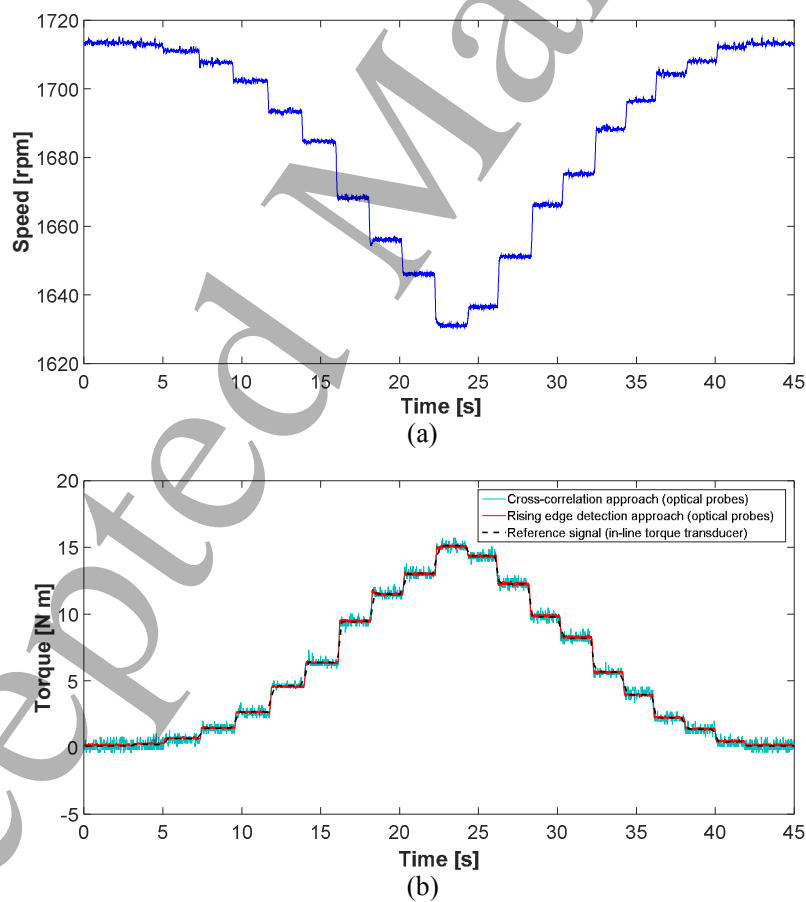 1720
1700
1680
1660
1640
1620
Speed [rpm]
0 5 10 15 20 25 30 35 40 45
Time [s]
(a)
20
15
10
5
0
-5
Torque [N m]
Cross-correlation approach (optical probes)
Rising edge detection approach (optical probes)
Reference signal (in-line torque transducer)
0 5 10 15 20 25 30 35 40 45
Time [s]
(b)
cepted Ma